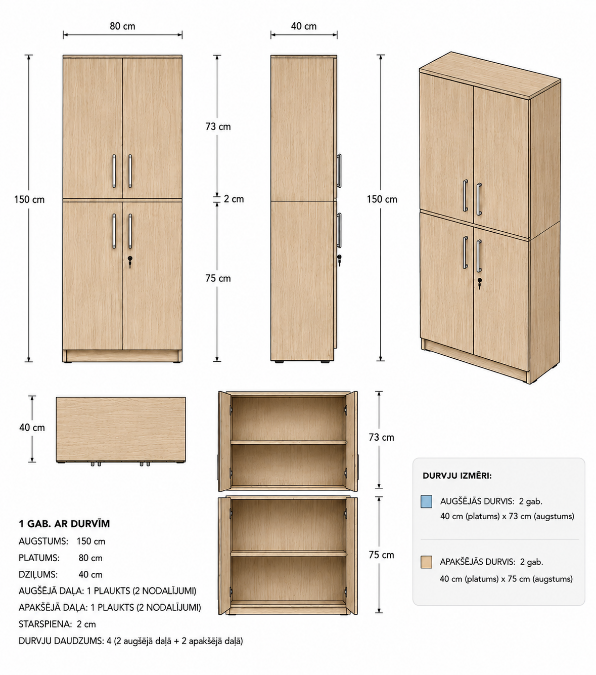 80 cm
40 cm
73 cm
150 cm
2 cm
150 cm
75 cm
40 cm
73 cm
75 cm
1 GAB. AR DURVĪM
AUGSTUMS: 150 cm
PLATUMS: 80 cm
DZIĻUMS: 40 cm
AUGŠĒJĀ DAĻA: 1 PLAUKTS (2 NODALĪJUMI)
APAKŠĒJĀ DAĻA: 1 PLAUKTS (2 NODALĪJUMI)
STARSPIENA: 2 cm
DURVJU DAUDZUMS: 4 (2 augšējā daļā + 2 apakšējā daļā)
DURVJU IZMĒRI:
AUGŠĒJĀS DURVIS: 2 gab.
40 cm (platums) x 73 cm (augstums)
APAKŠĒJĀS DURVIS: 2 gab.
40 cm (platums) x 75 cm (augstums)